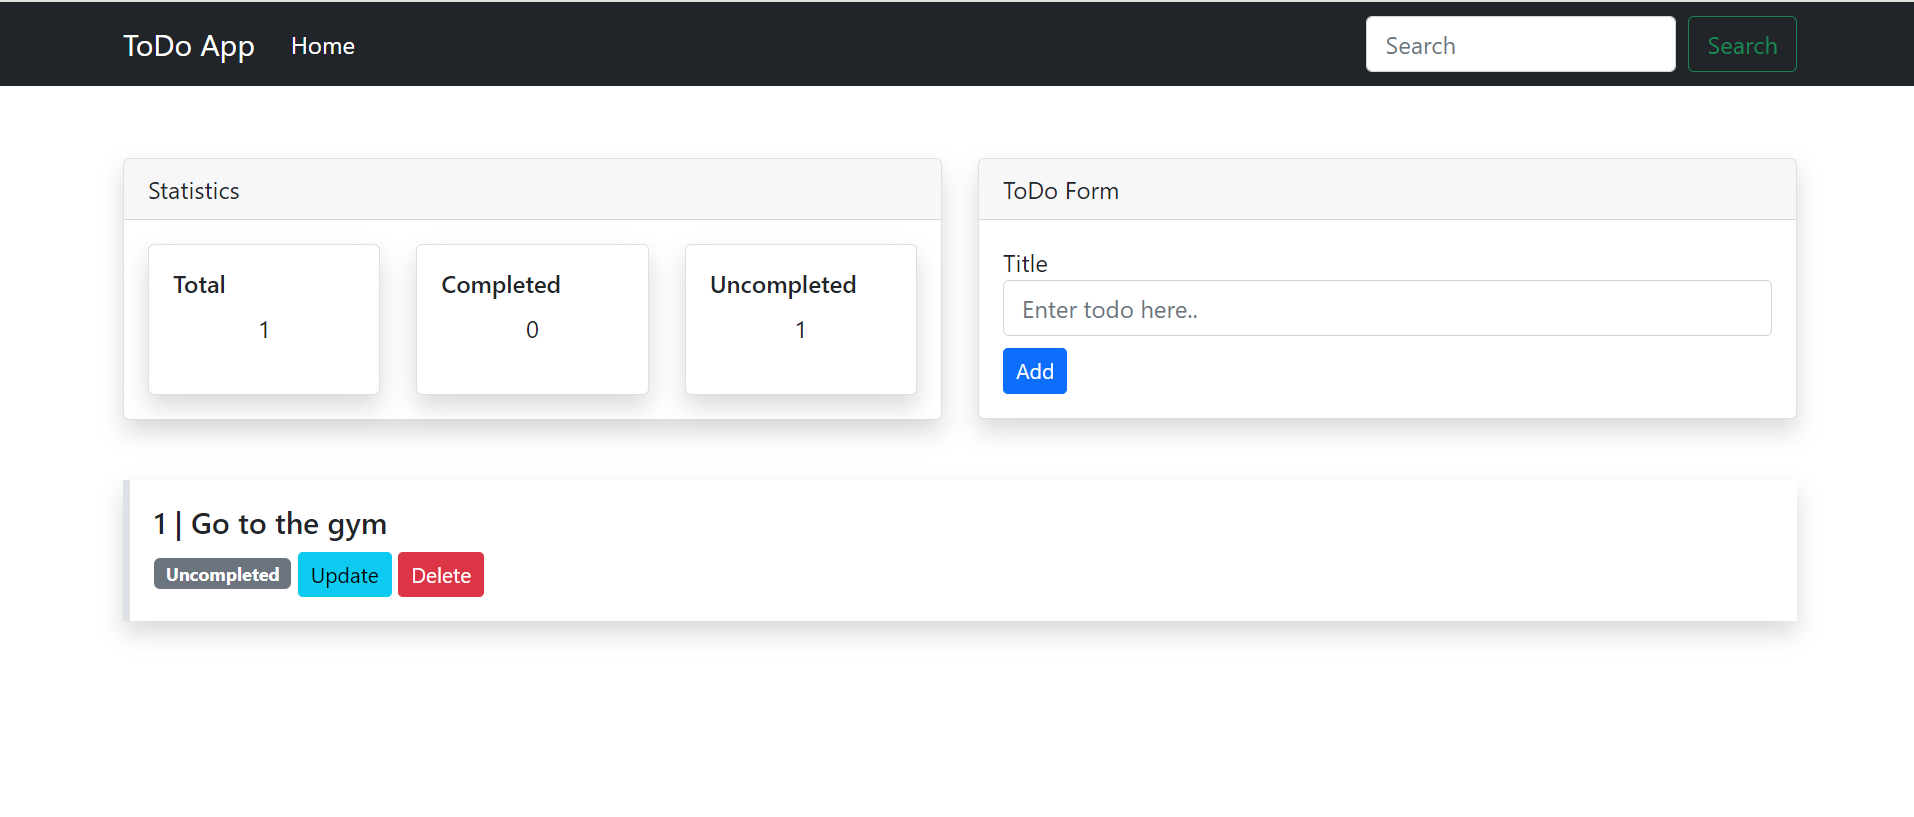 ToDo App Home Search Search
Statistics
Total
1
Completed
0
Uncompleted
1
ToDo Form
Title
Enter todo here..
Add
1 | Go to the gym
Uncompleted Update Delete